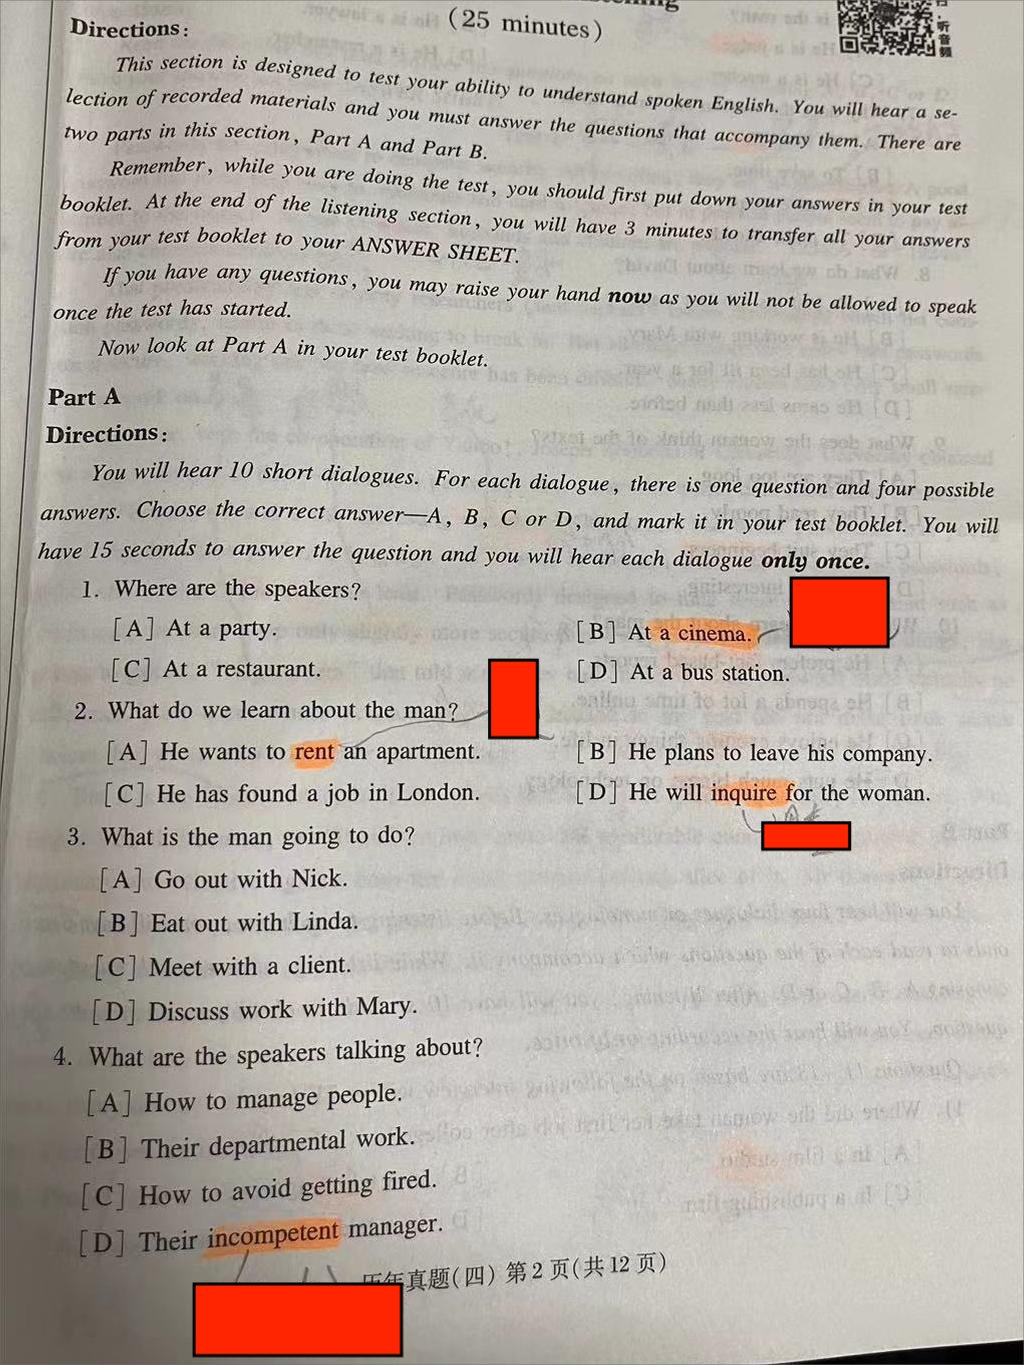 (25 minutes)
听音频
Directions:
This section is designed to test your ability to understand spoken English. You will hear a se-
lection of recorded materials and you must answer the questions that accompany them. There are
two parts in this section, Part A and Part B.
Remember, while you are doing the test, you should first put down your answers in your test
booklet. At the end of the listening section, you will have 3 minutes to transfer all your answers
from your test booklet to your ANSWER SHEET.
If you have any questions, you may raise your hand now as you will not be allowed to speak
once the test has started.
Now look at Part A in your test booklet.
Part A
Directions:
You will hear 10 short dialogues. For each dialogue, there is one question and four possible
answers. Choose the correct answer—A, B, C or D, and mark it in your test booklet. You will
have 15 seconds to answer the question and you will hear each dialogue only once.
1. Where are the speakers?
[A] At a party. [B] At a cinema.
[C] At a restaurant. [D] At a bus station.
2. What do we learn about the man?
[A] He wants to rent an apartment. [B] He plans to leave his company.
[C] He has found a job in London. [D] He will inquire for the woman.
3. What is the man going to do?
[A] Go out with Nick.
[B] Eat out with Linda.
[C] Meet with a client.
[D] Discuss work with Mary.
4. What are the speakers talking about?
[A] How to manage people.
[B] Their departmental work.
[C] How to avoid getting fired.
[D] Their incompetent manager.
历年真题(四) 第2页(共12页)